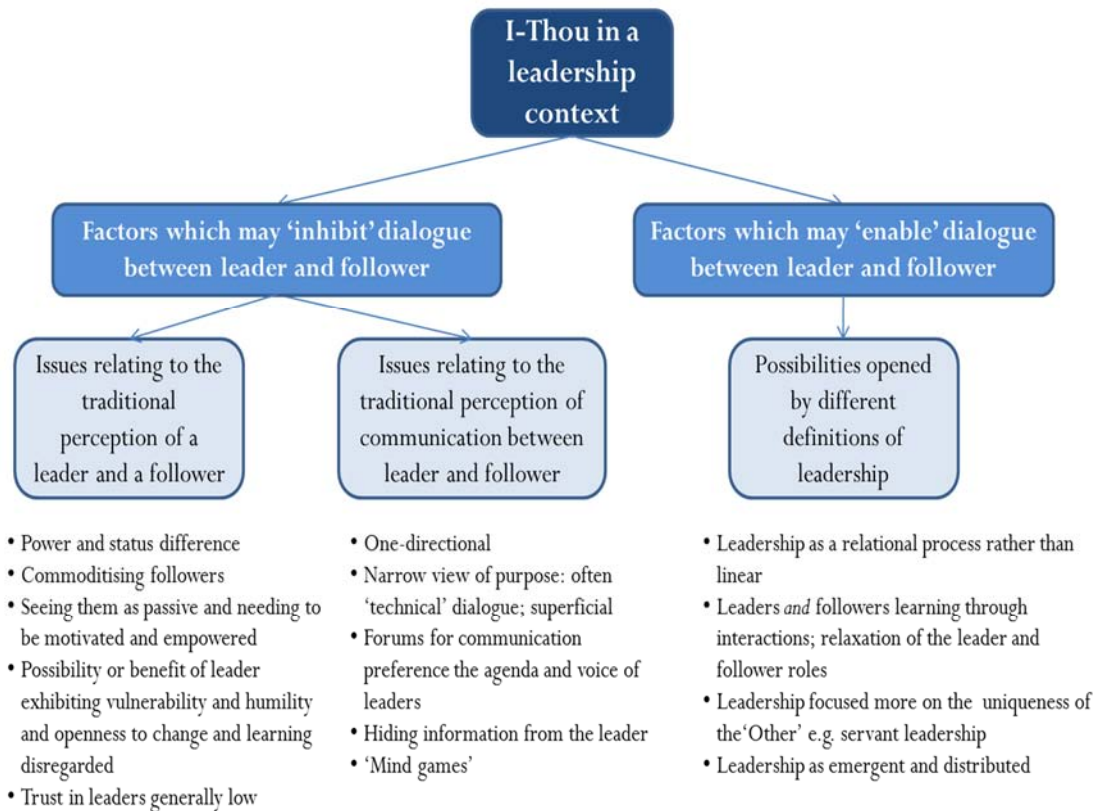 I-Thou in a
leadership
context
Factors which may ‘inhibit’ dialogue
between leader and follower
Factors which may ‘enable’ dialogue
between leader and follower
Issues relating to the
traditional
perception of a
leader and a follower
Issues relating to the
traditional perception of
communication between
leader and follower
Possibilities opened
by different
definitions of
leadership
• Power and status difference
• Commoditising followers
• Seeing them as passive and needing to
be motivated and empowered
• Possibility or benefit of leader
exhibiting vulnerability and humility
and openness to change and learning
disregarded
• Trust in leaders generally low
• One-directional
• Narrow view of purpose: often
‘technical’ dialogue; superficial
• Forums for communication
preference the agenda and voice of
leaders
• Hiding information from the leader
• ‘Mind games’
• Leadership as a relational process rather than
linear
• Leaders and followers learning through
interactions; relaxation of the leader and
follower roles
• Leadership focused more on the uniqueness of
the‘Other’ e.g. servant leadership
• Leadership as emergent and distributed